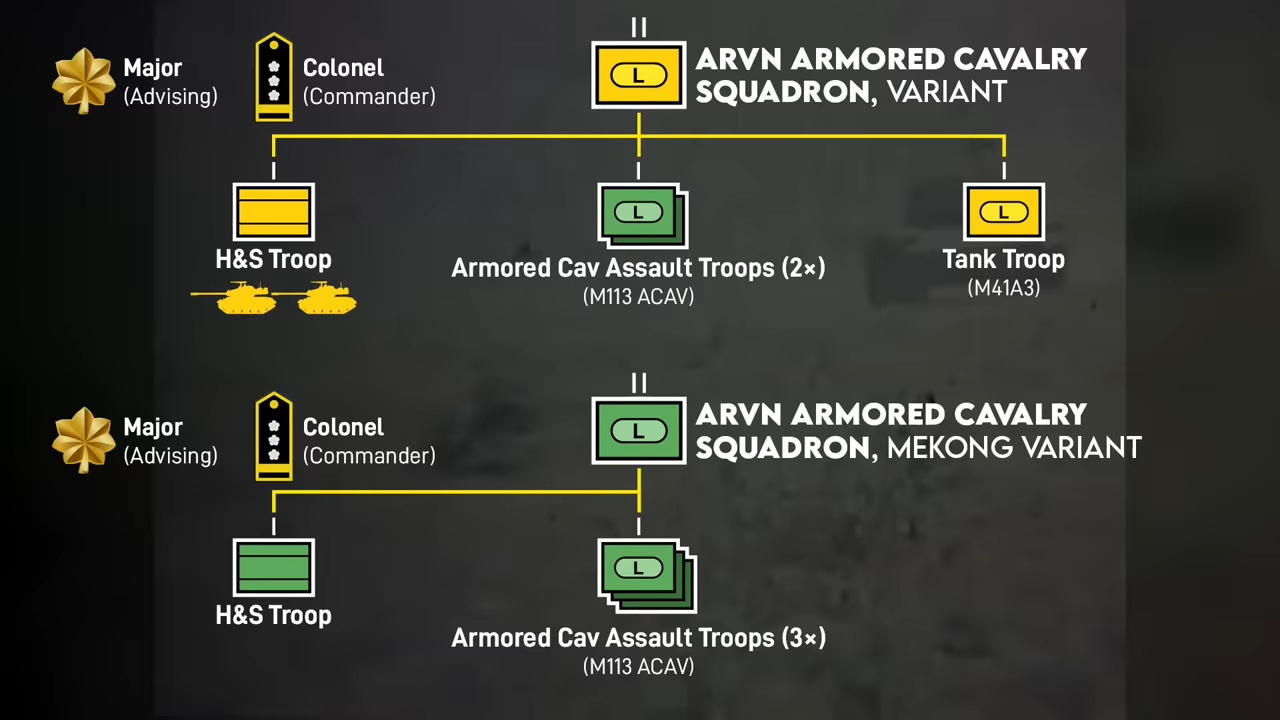 Major
(Advising)
Colonel
(Commander)
L
ARVN ARMORED CAVALRY
SQUADRON, VARIANT
H&S Troop
L
Armored Cav Assault Troops (2×)
(M113 ACAV)
L
Tank Troop
(M41A3)
Major
(Advising)
Colonel
(Commander)
L
ARVN ARMORED CAVALRY
SQUADRON, MEKONG VARIANT
H&S Troop
L
Armored Cav Assault Troops (3×)
(M113 ACAV)